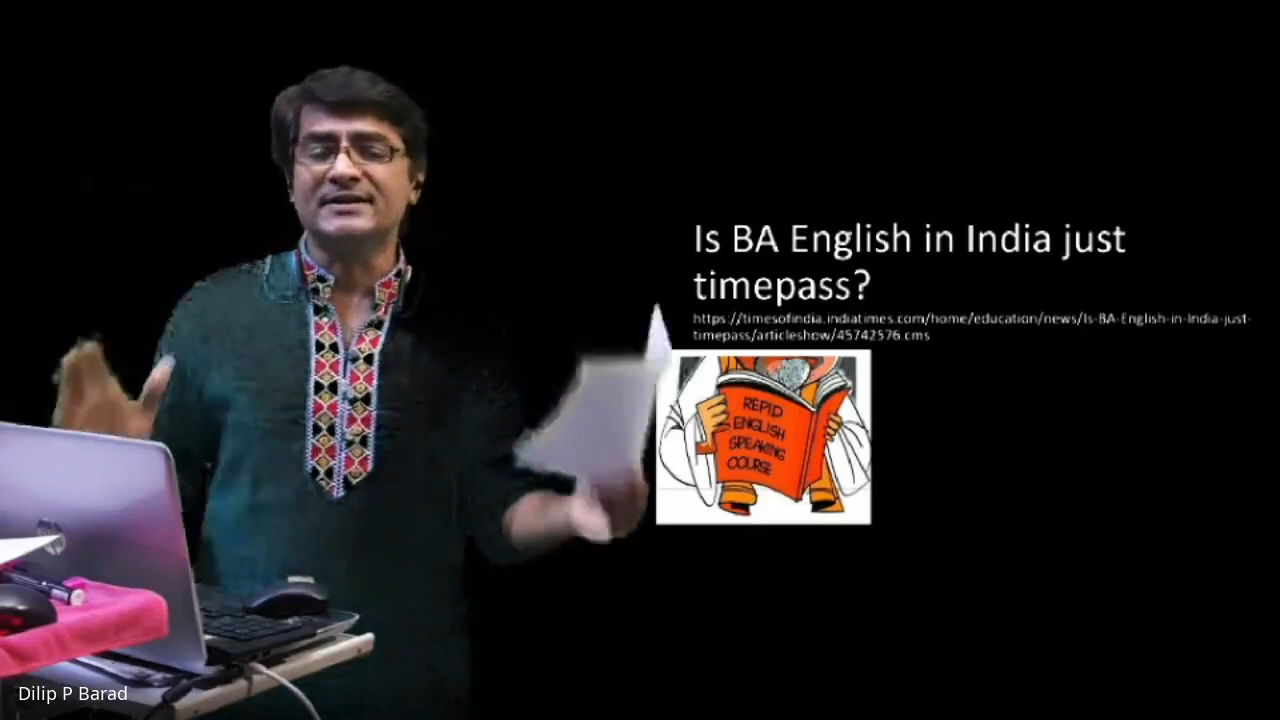 Is BA English in India just
timepass?
https://timesofindia.indiatimes.com/home/education/news/Is-BA-English-in-India-just-
timepass/articleshow/45742576.cms
REPID
ENGLISH
SPEAKING
COURSE
Dilip P Barad